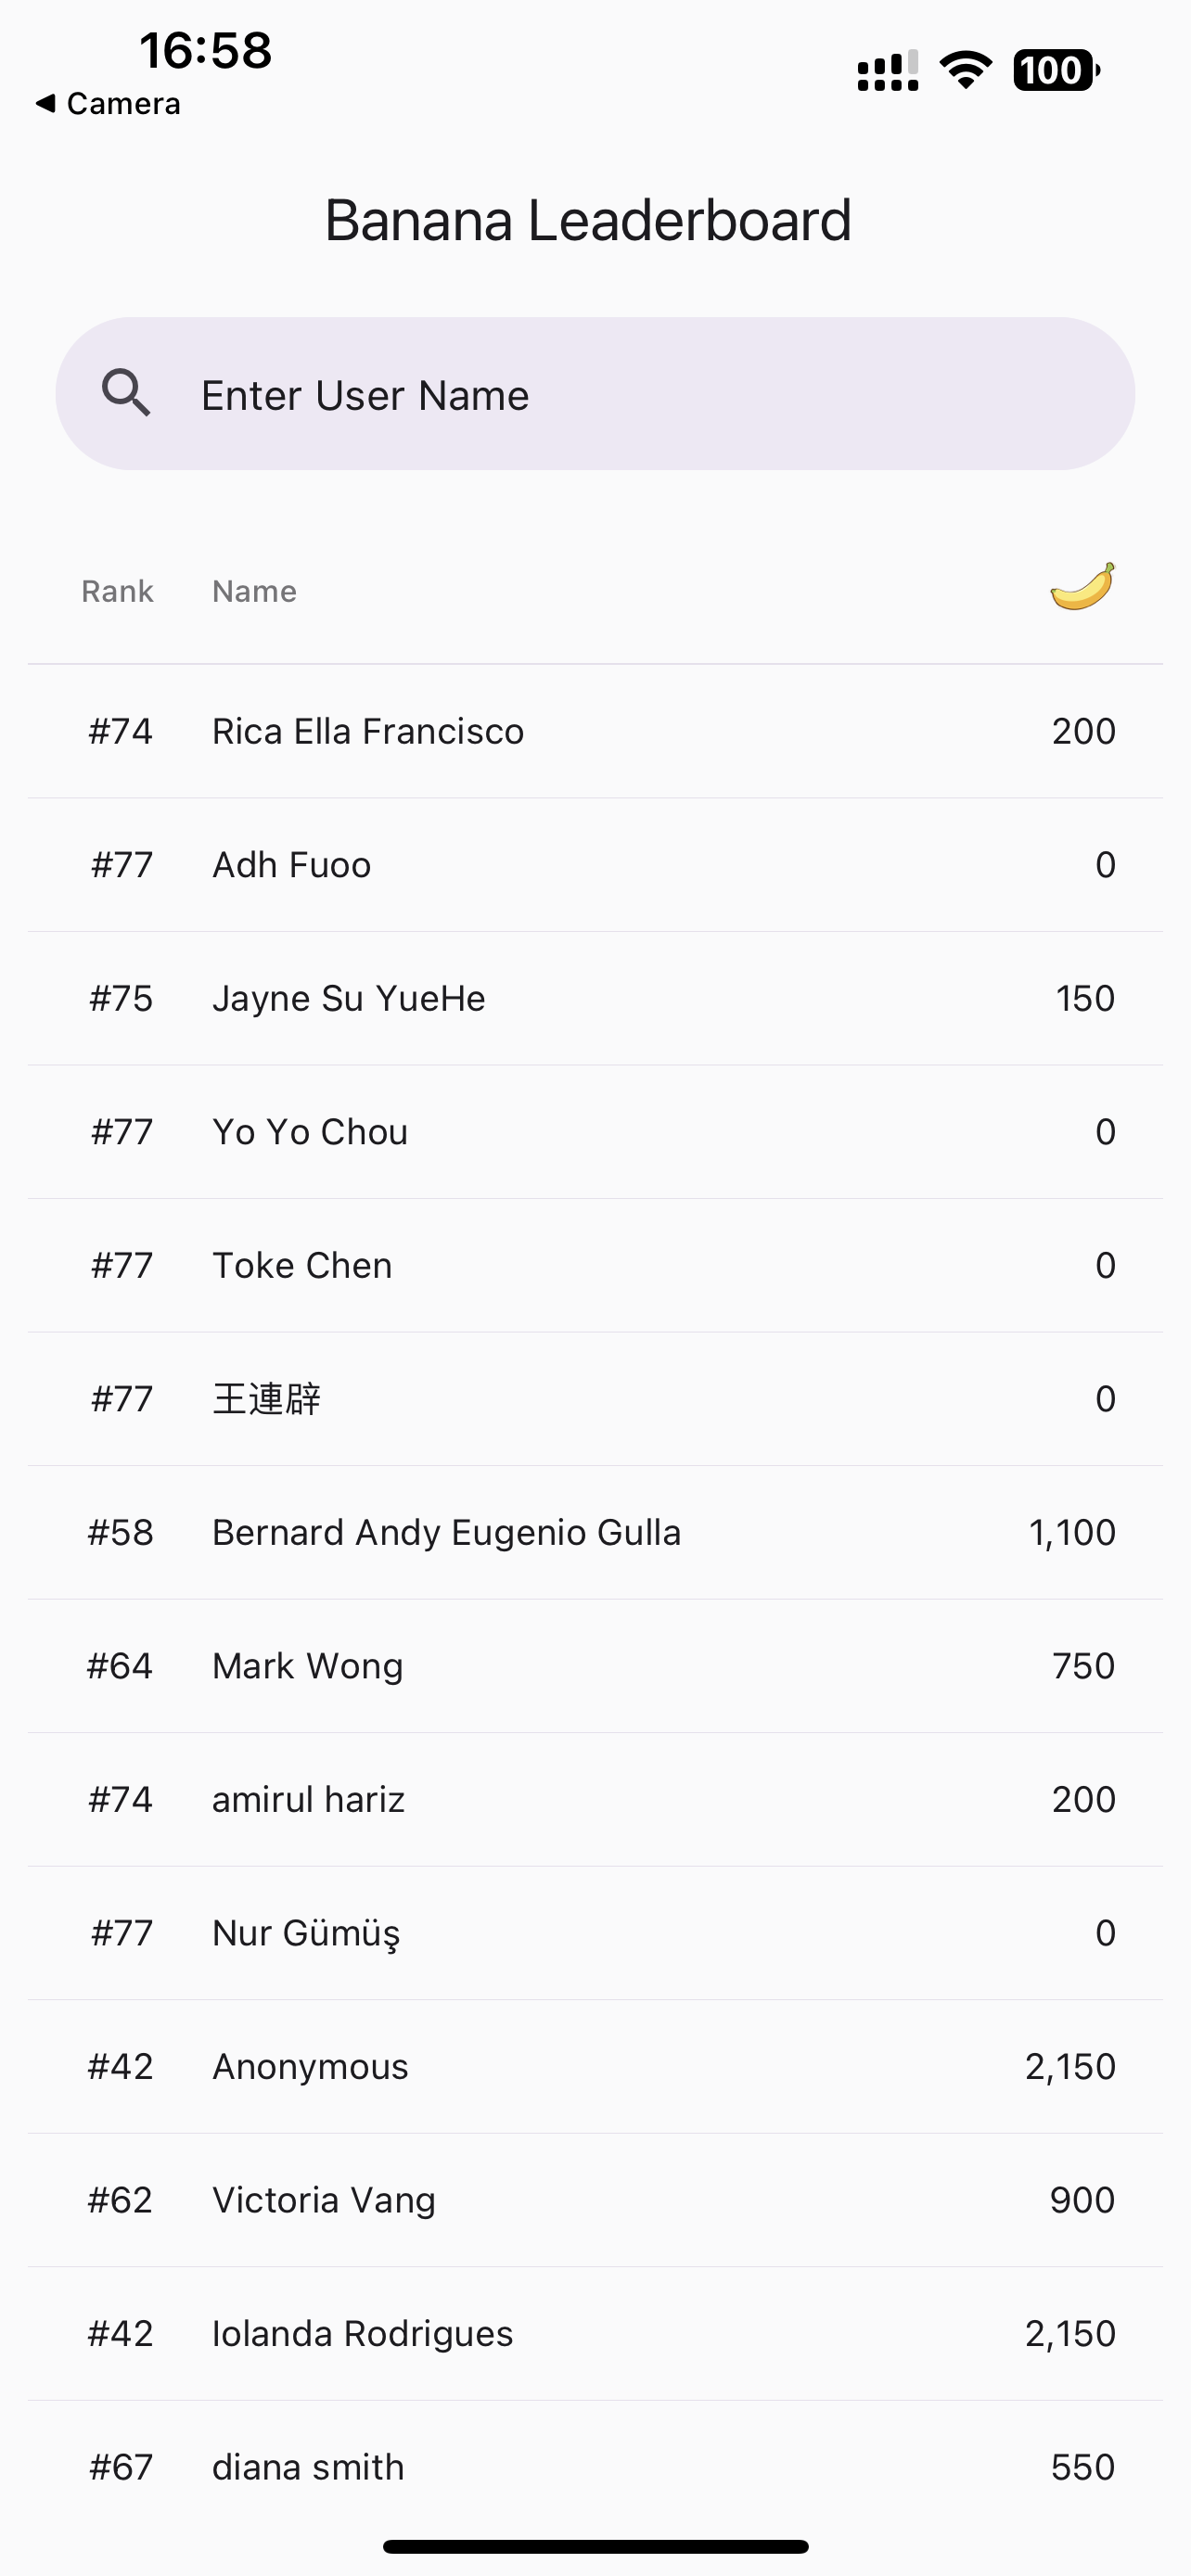 16:58
100
◀ Camera
Banana Leaderboard
Enter User Name
Rank Name 🍌
#74 Rica Ella Francisco 200
#77 Adh Fuoo 0
#75 Jayne Su YueHe 150
#77 Yo Yo Chou 0
#77 Toke Chen 0
#77 王連辟 0
#58 Bernard Andy Eugenio Gulla 1,100
#64 Mark Wong 750
#74 amirul hariz 200
#77 Nur Gümüş 0
#42 Anonymous 2,150
#62 Victoria Vang 900
#42 Iolanda Rodrigues 2,150
#67 diana smith 550